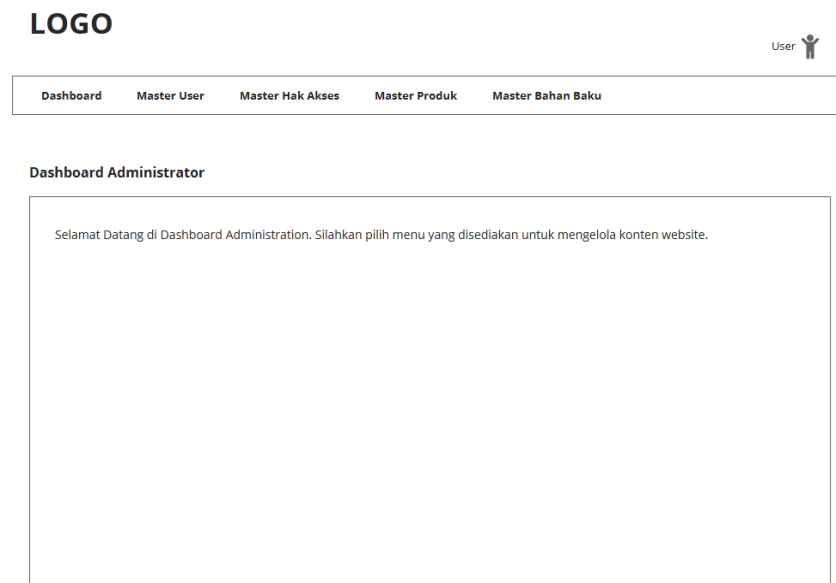 LOGO
User
Dashboard Master User Master Hak Akses Master Produk Master Bahan Baku
Dashboard Administrator
Selamat Datang di Dashboard Administration. Silahkan pilih menu yang disediakan untuk mengelola konten website.